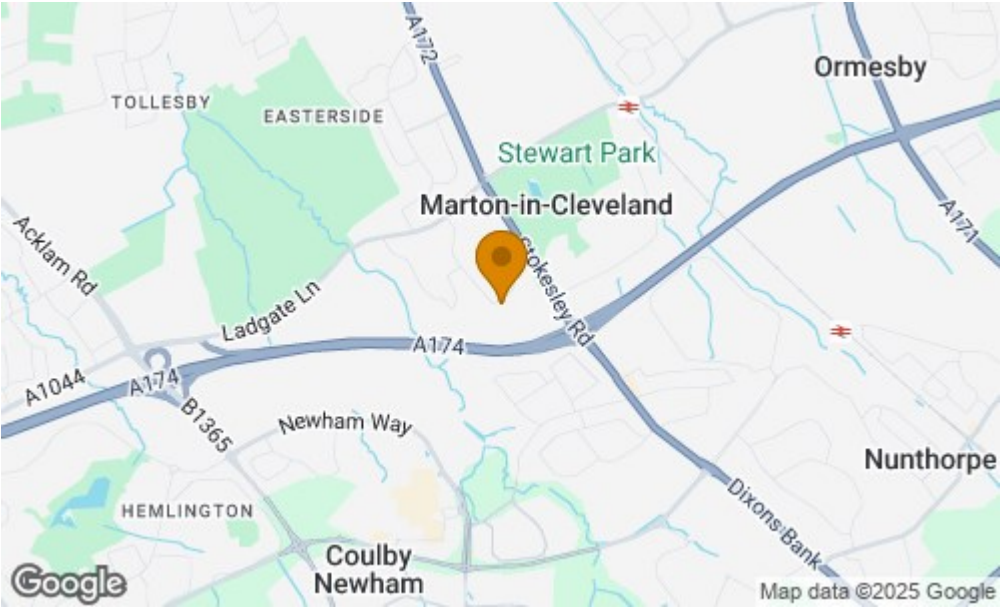 A172
Ormesby
TOLLESBY
EASTERSIDE
Stewart Park
Marton-in-Cleveland
A171
Acklam Rd
Stokesley Rd
Ladgate Ln
A174
A1044
A174
B1365
Newham Way
Nunthorpe
Dixons Bank
HEMLINGTON
Coulby
Newham
Google
Map data ©2025 Google